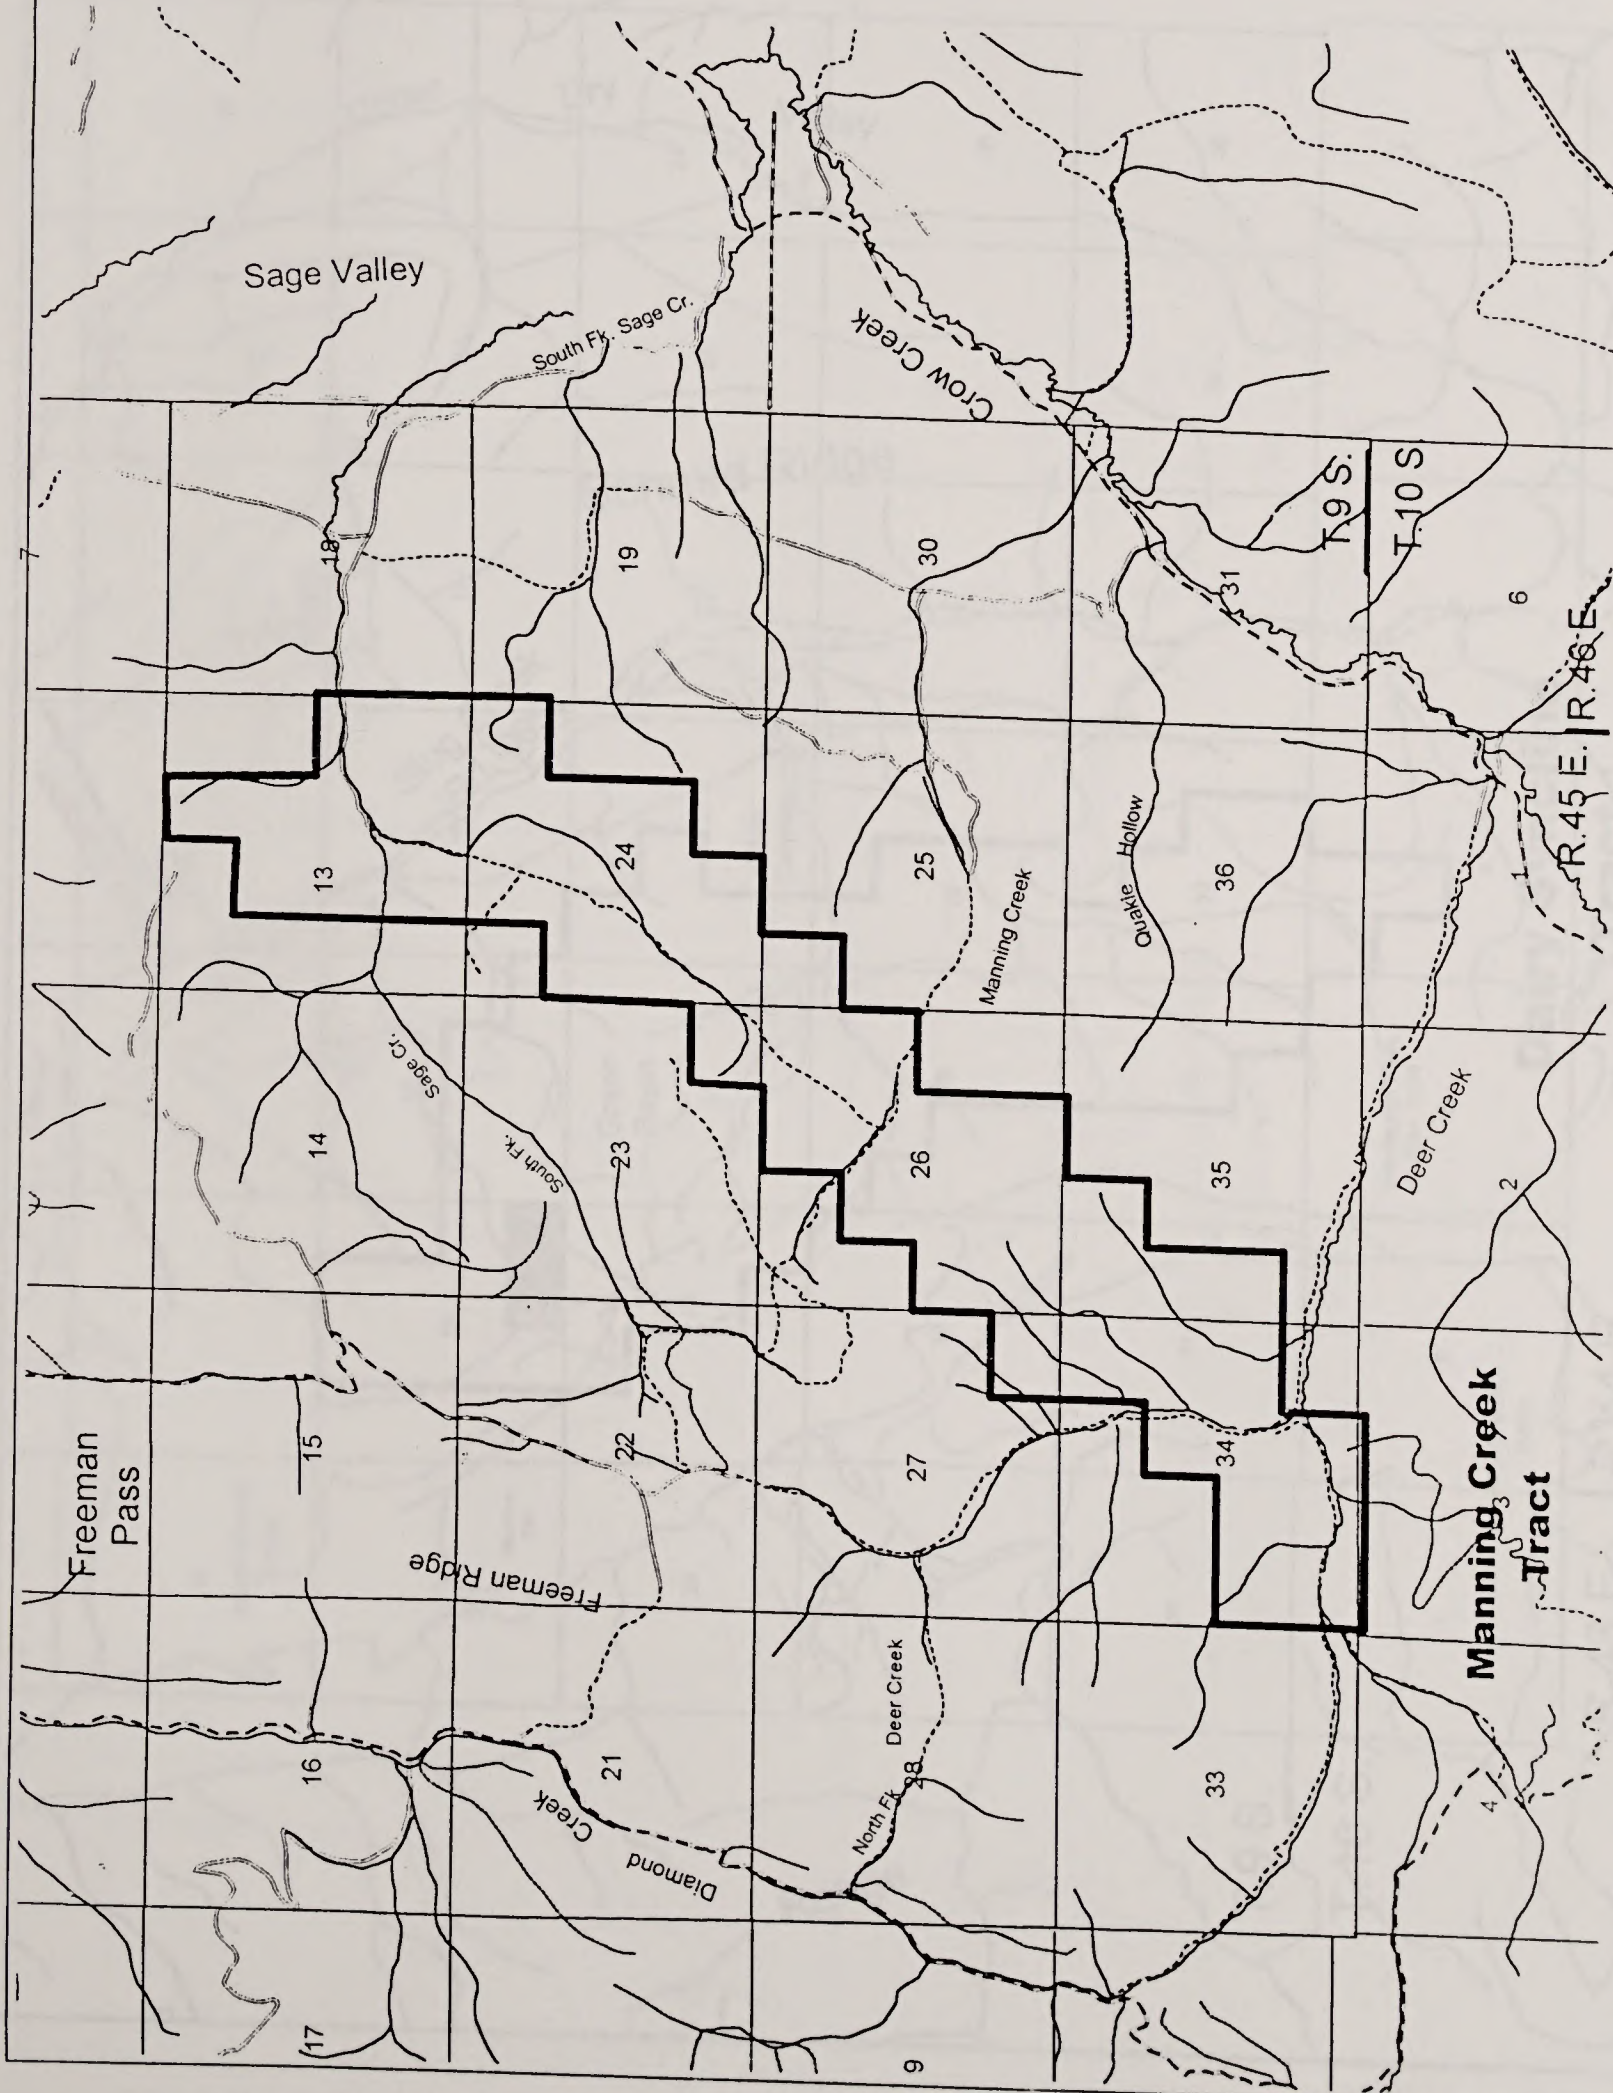 7
Sage Valley
South Fk. Sage Cr.
Crow Creek
18
19
30
31
T.9 S.
T.10 S
6
R.46 E.
R.45 E.
13
24
25
36
1
Manning Creek
Quakie Hollow
14
South Fk. Sage Cr.
23
26
35
2
Deer Creek
Freeman
Pass
15
22
27
34
3
Manning Creek
Tract
Freeman Ridge
16
21
28
33
4
North Fk. Deer Creek
Diamond Creek
17
9